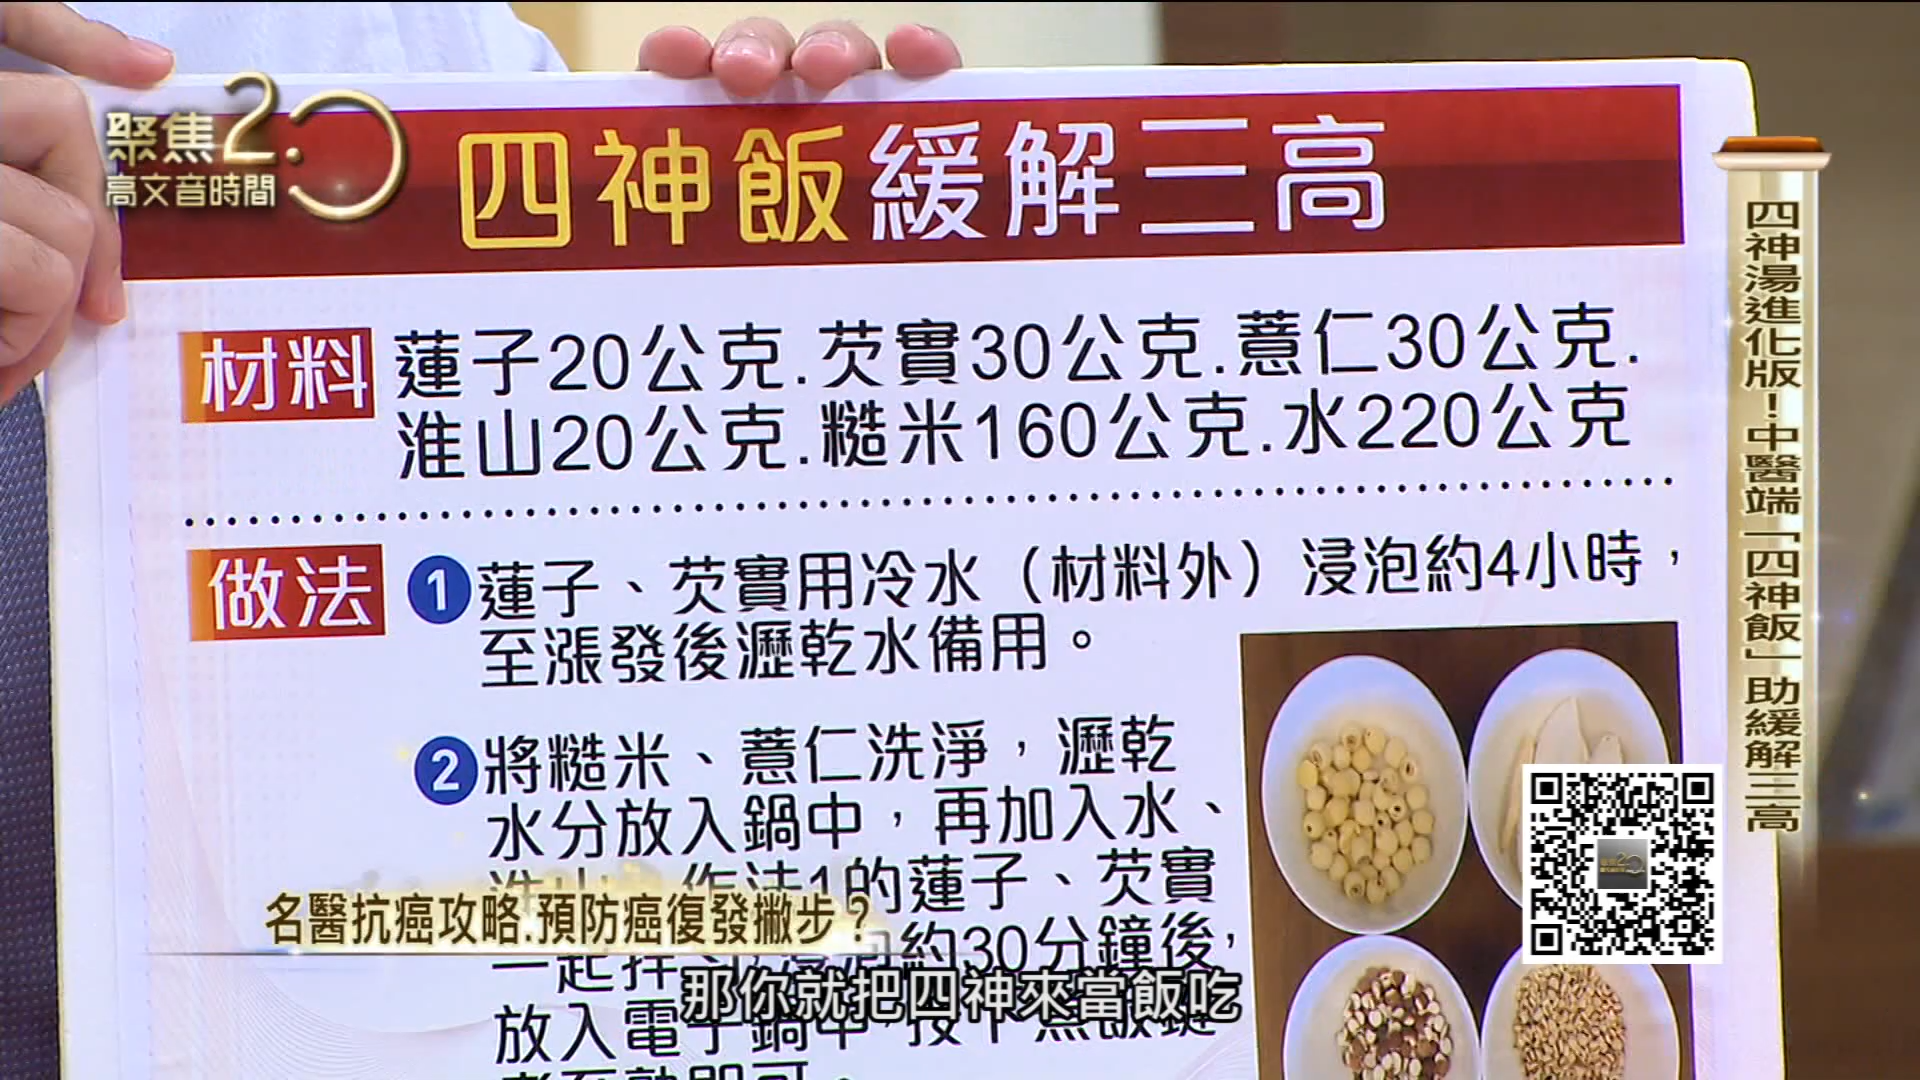 聚焦2.0
高文音時間
四神飯緩解三高
材料
蓮子20公克.芡實30公克.薏仁30公克.
淮山20公克.糙米160公克.水220公克
做法
1 蓮子、芡實用冷水（材料外）浸泡約4小時，
至漲發後瀝乾水備用。
2 將糙米、薏仁洗淨，瀝乾
水分放入鍋中，再加入水、
作法1的蓮子、芡實
約30分鐘後，
放入電子鍋中，按下煮飯鍵
名醫抗癌攻略.預防癌復發撇步？
那你就把四神來當飯吃
四神湯進化版！中醫端「四神飯」助緩解三高